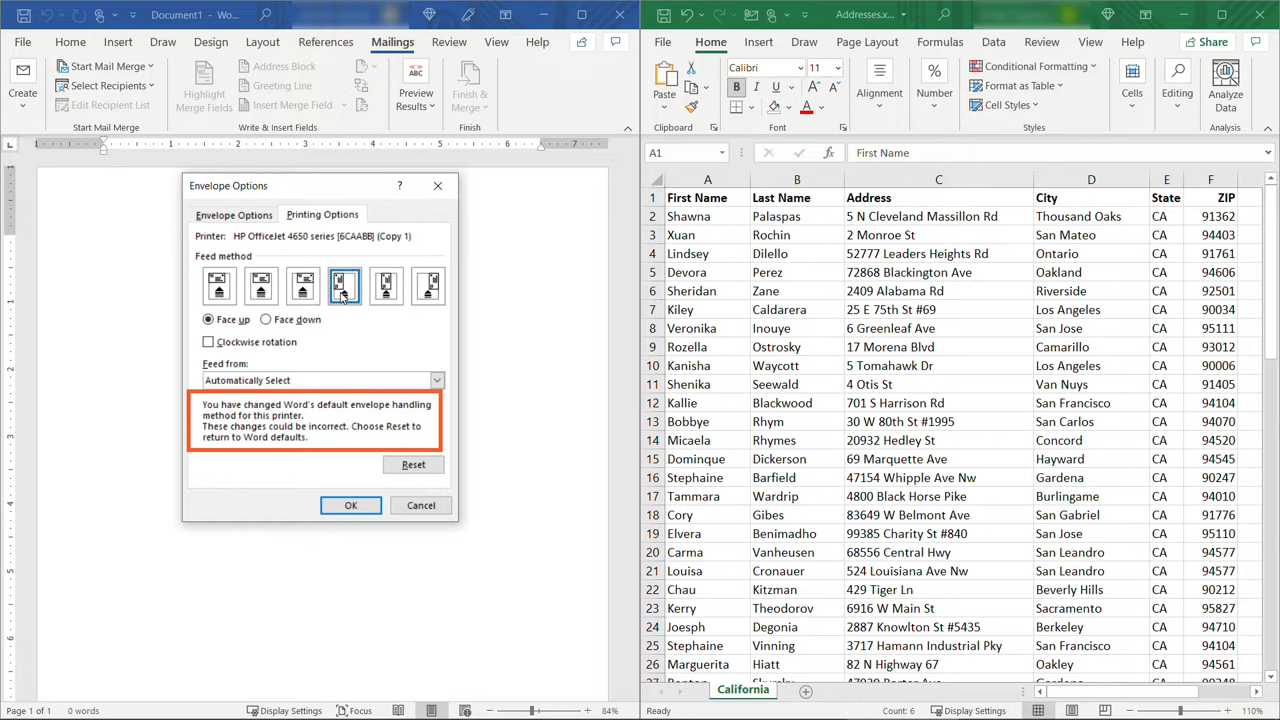 Document1 - Wo...
File Home Insert Draw Design Layout References Mailings Review View Help
Create
Start Mail Merge
Select Recipients
Edit Recipient List
Start Mail Merge
Highlight Merge Fields
Address Block
Greeting Line
Insert Merge Field
Write & Insert Fields
ABC
Preview Results
Finish & Merge
Finish
1 1 2 3 4 5 6 7
Envelope Options
?
Envelope Options Printing Options
Printer: HP OfficeJet 4650 series [6CAABB] (Copy 1)
Feed method
Face up Face down
Clockwise rotation
Feed from:
Automatically Select
You have changed Word's default envelope handling
method for this printer.
These changes could be incorrect. Choose Reset to
return to Word defaults.
Reset
OK Cancel
Page 1 of 1 0 words Display Settings Focus 84%
Addresses.x...
File Home Insert Draw Page Layout Formulas Data Review View Help Share
Paste
Clipboard
Calibri 11
B I U
Font
Alignment
%
Number
Conditional Formatting
Format as Table
Cell Styles
Styles
Cells
Editing
Analyze Data
Analysis
A1 fx First Name
A B C D E F
1 First Name Last Name Address City State ZIP
2 Shawna Palaspas 5 N Cleveland Massillon Rd Thousand Oaks CA 91362
3 Xuan Rochin 2 Monroe St San Mateo CA 94403
4 Lindsey Dilello 52777 Leaders Heights Rd Ontario CA 91761
5 Devora Perez 72868 Blackington Ave Oakland CA 94606
6 Sheridan Zane 2409 Alabama Rd Riverside CA 92501
7 Kiley Caldarera 25 E 75th St #69 Los Angeles CA 90034
8 Veronika Inouye 6 Greenleaf Ave San Jose CA 95111
9 Rozella Ostrosky 17 Morena Blvd Camarillo CA 93012
10 Kanisha Waycott 5 Tomahawk Dr Los Angeles CA 90006
11 Shenika Seewald 4 Otis St Van Nuys CA 91405
12 Kallie Blackwood 701 S Harrison Rd San Francisco CA 94104
13 Bobbye Rhym 30 W 80th St #1995 San Carlos CA 94070
14 Micaela Rhymes 20932 Hedley St Concord CA 94520
15 Dominque Dickerson 69 Marquette Ave Hayward CA 94545
16 Stephaine Barfield 47154 Whipple Ave Nw Gardena CA 90247
17 Tammara Wardrip 4800 Black Horse Pike Burlingame CA 94010
18 Cory Gibes 83649 W Belmont Ave San Gabriel CA 91776
19 Elvera Benimadho 99385 Charity St #840 San Jose CA 95110
20 Carma Vanheusen 68556 Central Hwy San Leandro CA 94577
21 Louisa Cronauer 524 Louisiana Ave Nw San Leandro CA 94577
22 Chau Kitzman 429 Tiger Ln Beverly Hills CA 90212
23 Kerry Theodorov 6916 W Main St Sacramento CA 95827
24 Joesph Degonia 2887 Knowlton St #5435 Berkeley CA 94710
25 Stephaine Vinning 3717 Hamann Industrial Pky San Francisco CA 94104
26 Marguerita Hiatt 82 N Highway 67 Oakley CA 94561
California
Ready Count: 6 Display Settings 110%